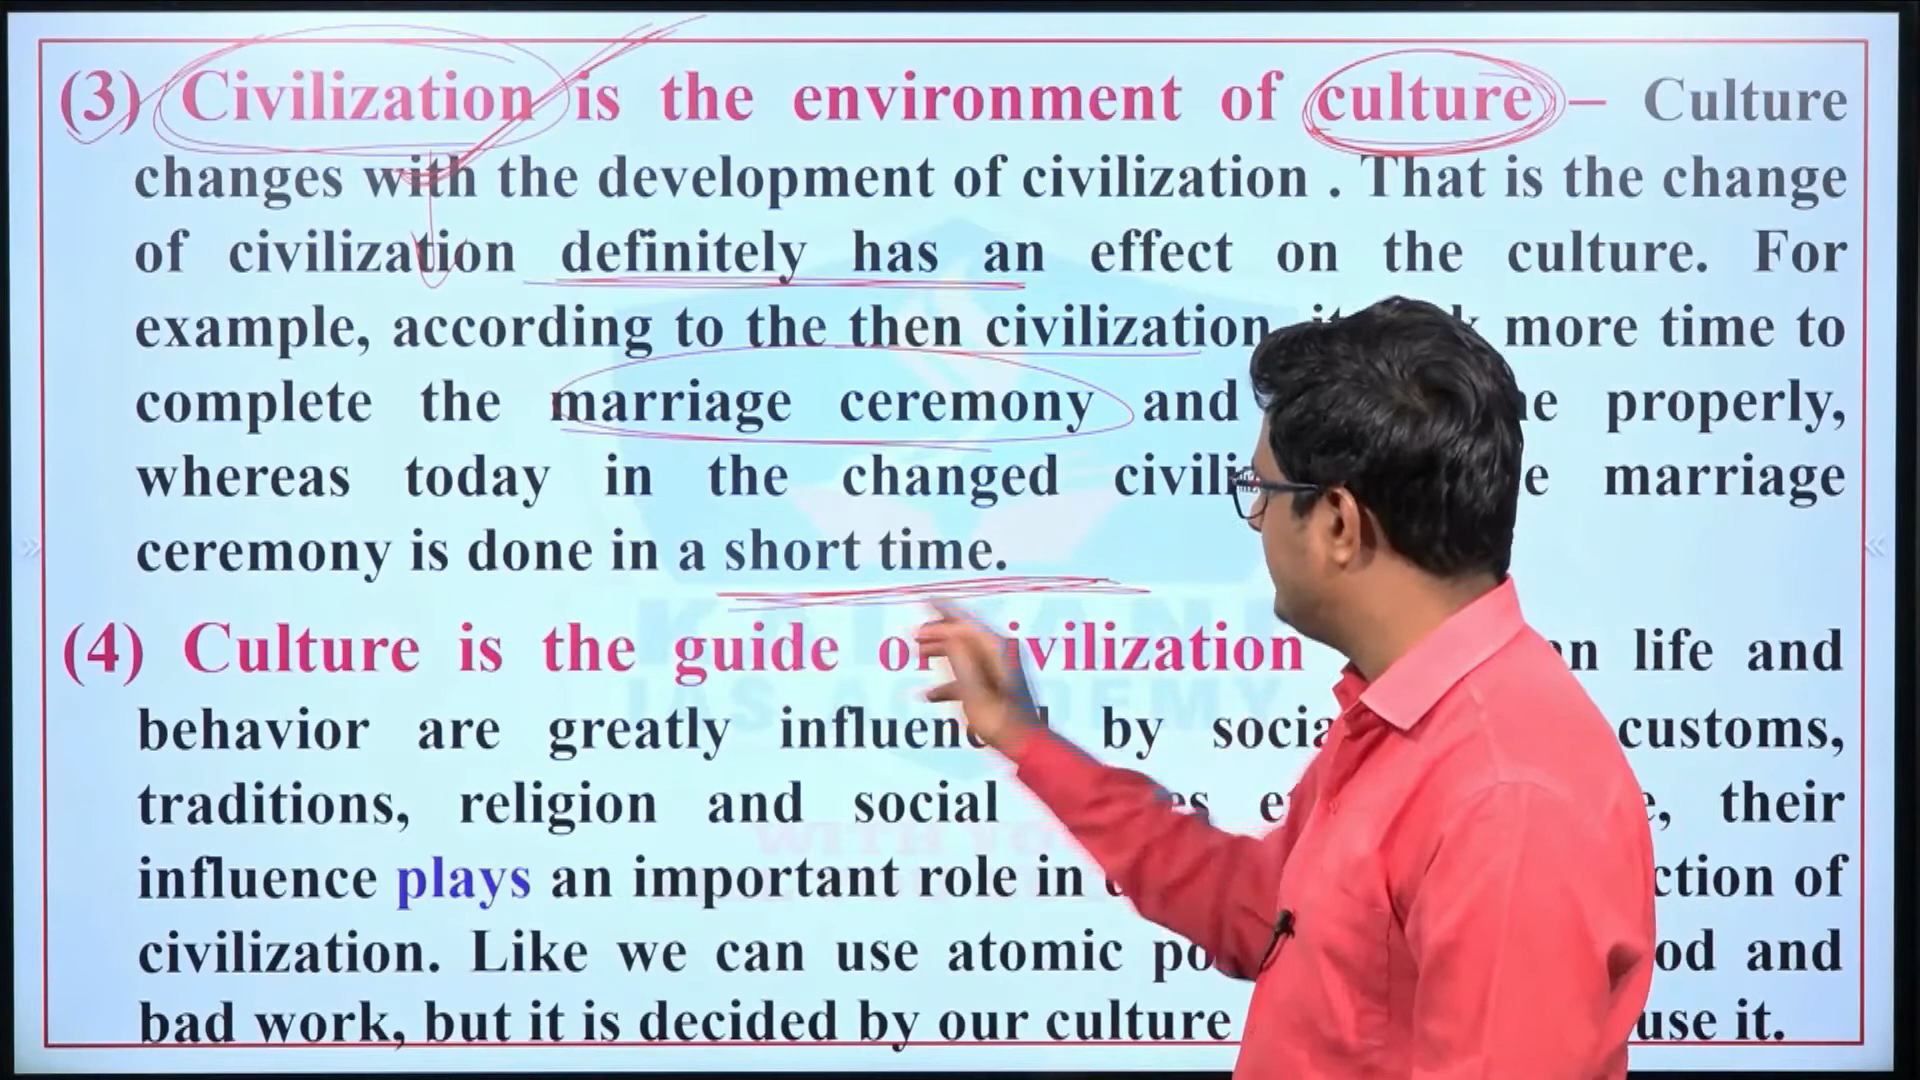 (3) Civilization is the environment of culture – Culture
changes with the development of civilization . That is the change
of civilization definitely has an effect on the culture. For
example, according to the then civilization more time to
complete the marriage ceremony and properly,
whereas today in the changed marriage
ceremony is done in a short time.
(4) Culture is the guide of civilization life and
behavior are greatly influenced by customs,
traditions, religion and social their
influence plays an important role in of
civilization. Like we can use atomic and
bad work, but it is decided by our culture use it.
IAS ACADEMY